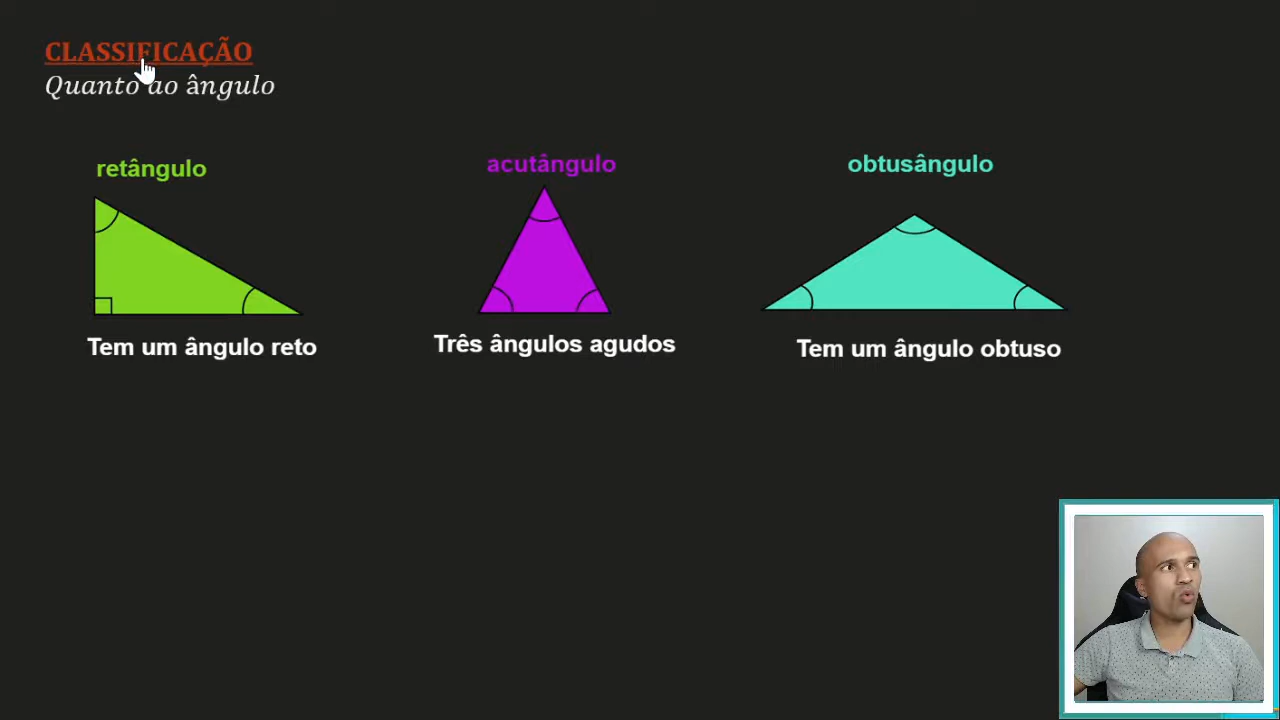 CLASSIFICAÇÃO
Quanto ao ângulo
retângulo
acutângulo
obtusângulo
Tem um ângulo reto
Três ângulos agudos
Tem um ângulo obtuso